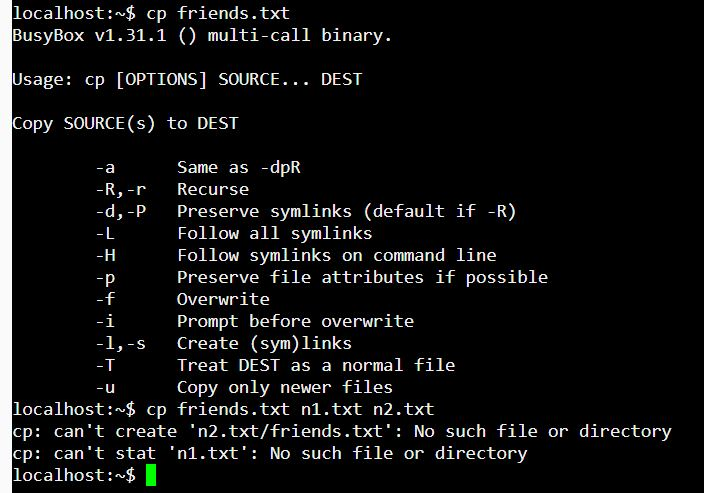 localhost:~$ cp friends.txt
BusyBox v1.31.1 () multi-call binary.
Usage: cp [OPTIONS] SOURCE... DEST
Copy SOURCE(s) to DEST
-a Same as -dpR
-R,-r Recurse
-d,-P Preserve symlinks (default if -R)
-L Follow all symlinks
-H Follow symlinks on command line
-p Preserve file attributes if possible
-f Overwrite
-i Prompt before overwrite
-l,-s Create (sym)links
-T Treat DEST as a normal file
-u Copy only newer files
localhost:~$ cp friends.txt n1.txt n2.txt
cp: can't create 'n2.txt/friends.txt': No such file or directory
cp: can't stat 'n1.txt': No such file or directory
localhost:~$